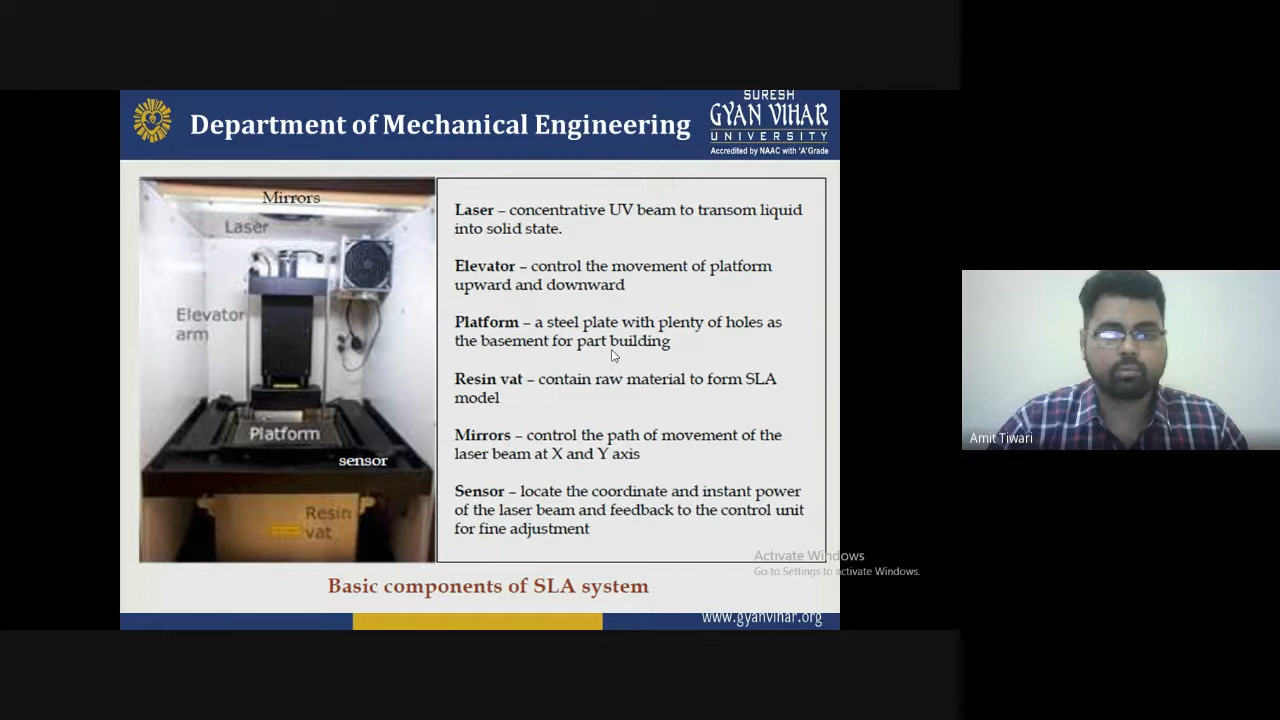 Department of Mechanical Engineering
SURESH
GYAN VIHAR
UNIVERSITY
Accredited by NAAC with 'A' Grade
Mirrors
Laser
Elevator
arm
Platform
sensor
Resin
vat
Laser – concentrative UV beam to transom liquid
into solid state.
Elevator – control the movement of platform
upward and downward
Platform – a steel plate with plenty of holes as
the basement for part building
Resin vat – contain raw material to form SLA
model
Mirrors – control the path of movement of the
laser beam at X and Y axis
Sensor – locate the coordinate and instant power
of the laser beam and feedback to the control unit
for fine adjustment
Basic components of SLA system
www.gyanvihar.org
Activate Windows
Go to Settings to activate Windows.
Amit Tiwari